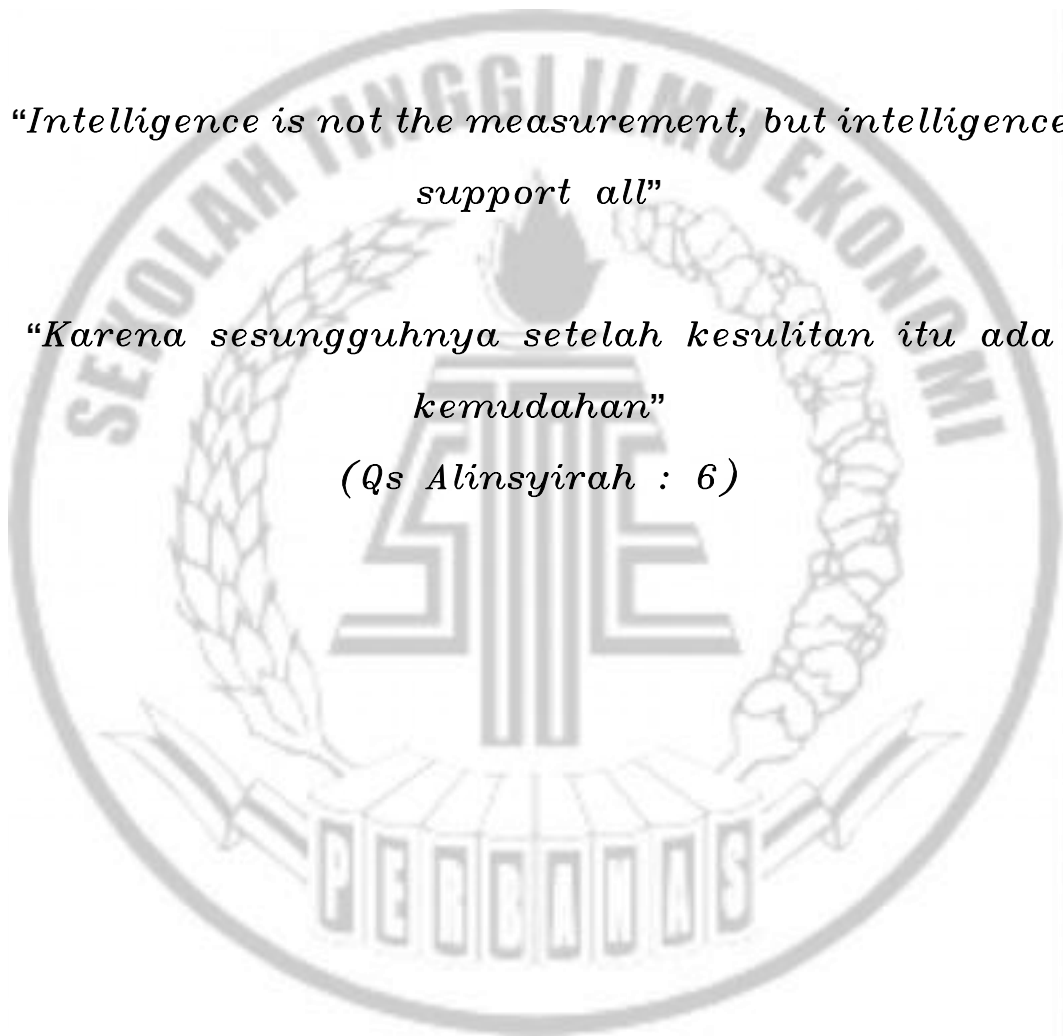 SEKOLAH TINGGI ILMU EKONOMI
“Intelligence is not the measurement, but intelligence
support all”
“Karena sesungguhnya setelah kesulitan itu ada
kemudahan”
(Qs Alinsyirah : 6)
STIE
PERBANAS